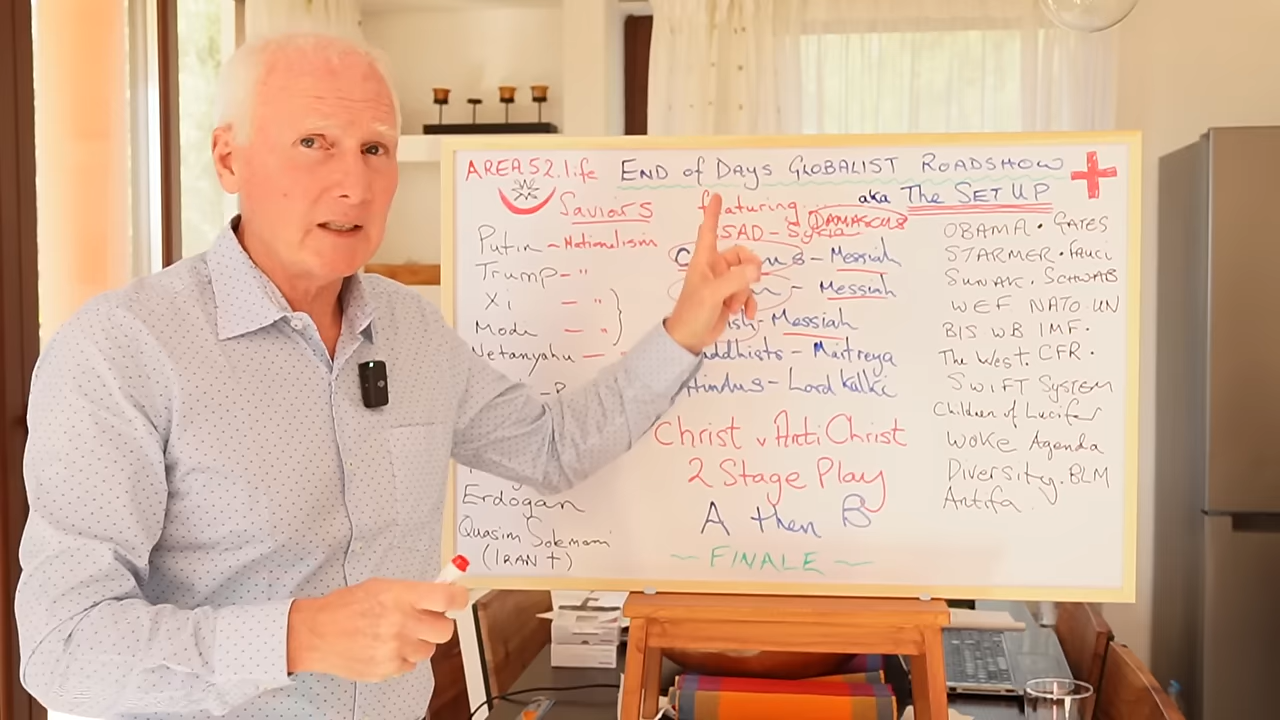 AREA52.life END of DAYS GLOBALIST ROADSHOW
aka THE SET UP
Saviors
Putin - Nationalism
Trump - "
Xi - "
Modi - "
Netanyahu - "
Erdogan
Quasim Solemani
(IRAN †)
featuring...
SAD - Syria DAMASCUS
- Messiah
- Messiah
ish - Messiah
uddhists - Maitreya
Hindus - Lord Kalki
Christ v AntiChrist
2 Stage Play
A then B
~ FINALE ~
OBAMA · GATES
STARMER · Fauci
SUNAK · SCHWAB
WEF NATO UN
BIS WB IMF ·
The West. CFR ·
SWIFT SYSTEM
Children of Lucifer
WOKE Agenda
Diversity. BLM
Antifa.